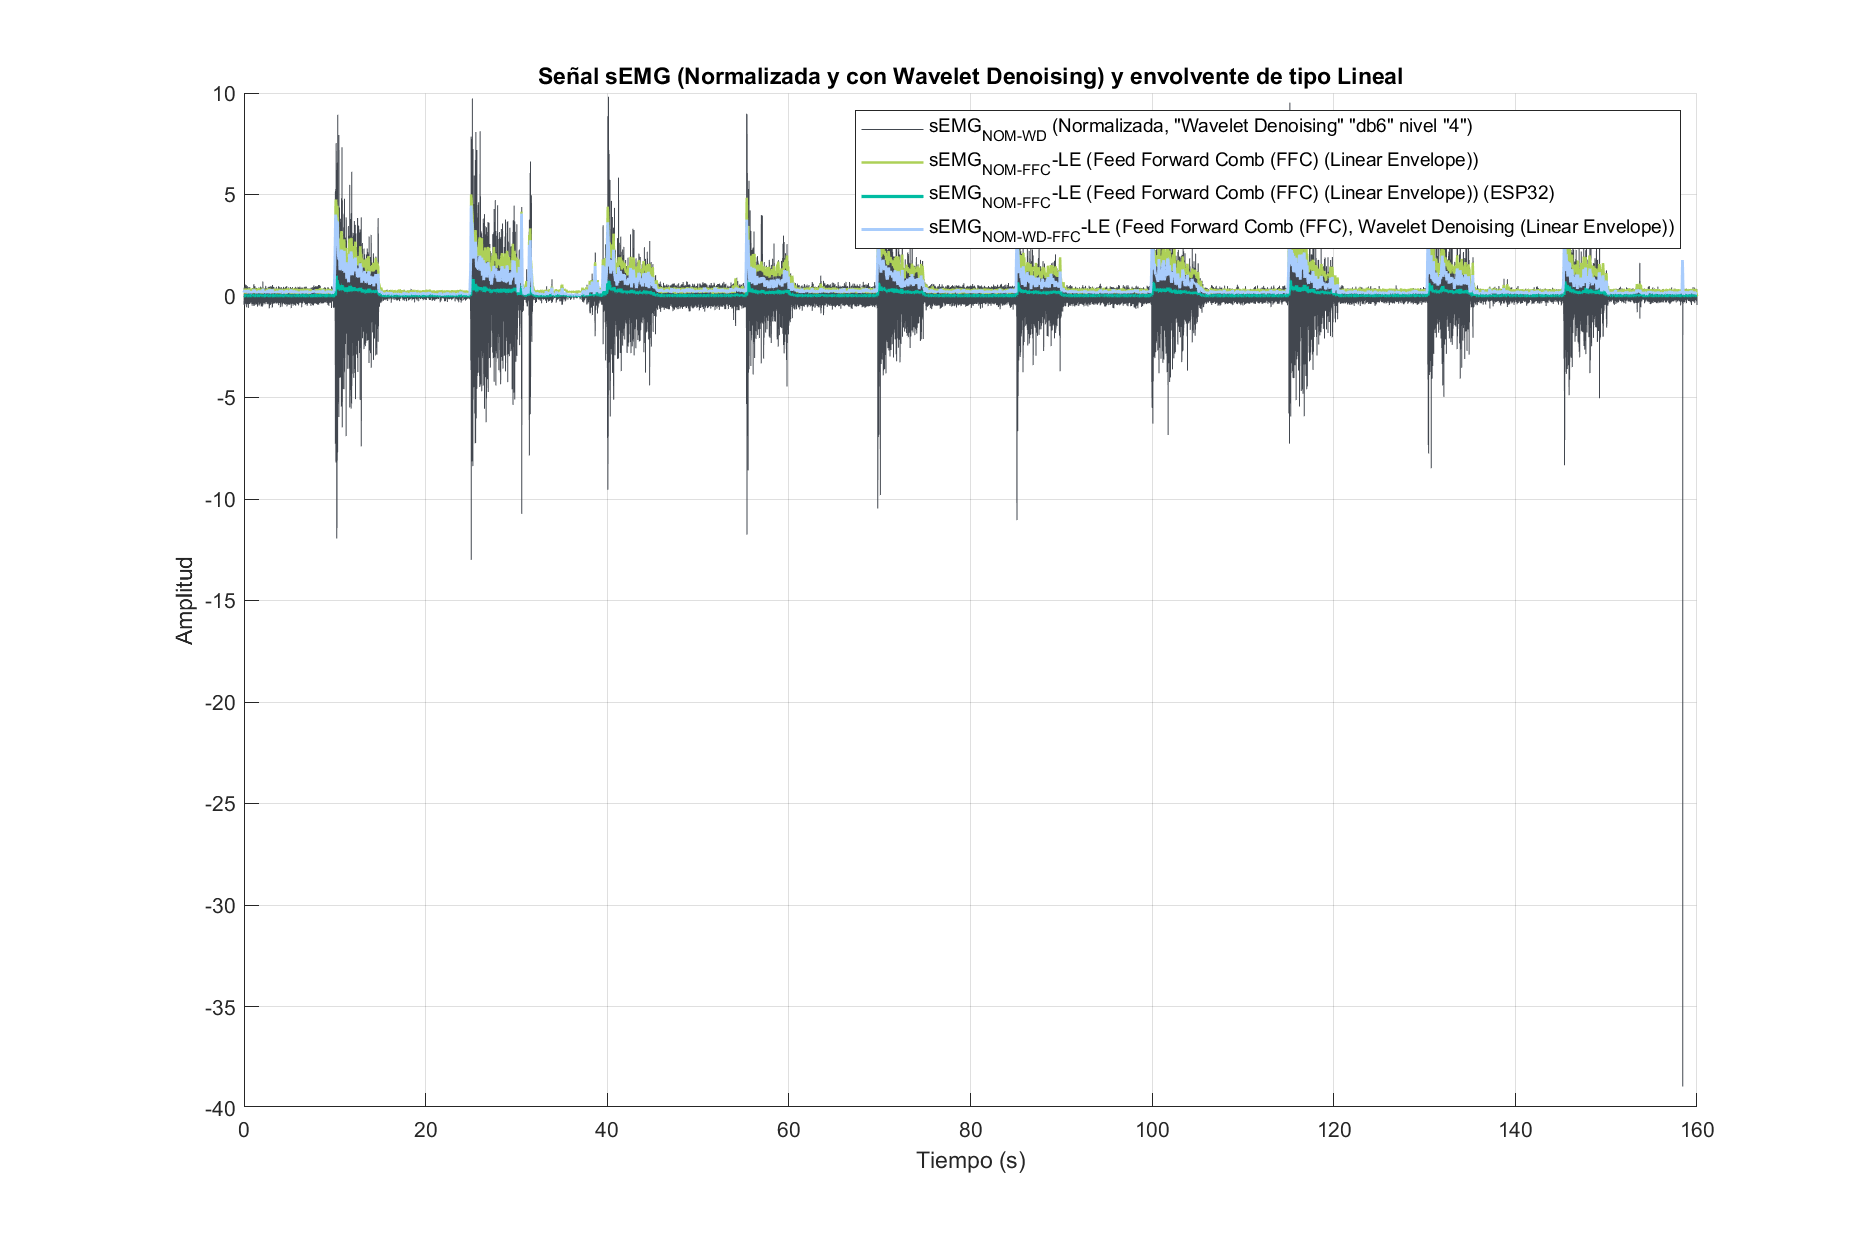 Señal sEMG (Normalizada y con Wavelet Denoising) y envolvente de tipo Lineal
sEMG_NOM-WD (Normalizada, "Wavelet Denoising" "db6" nivel "4")
sEMG_NOM-FFC-LE (Feed Forward Comb (FFC) (Linear Envelope))
sEMG_NOM-FFC-LE (Feed Forward Comb (FFC) (Linear Envelope)) (ESP32)
sEMG_NOM-WD-FFC-LE (Feed Forward Comb (FFC), Wavelet Denoising (Linear Envelope))
Amplitud
10
5
0
-5
-10
-15
-20
-25
-30
-35
-40
0 20 40 60 80 100 120 140 160
Tiempo (s)